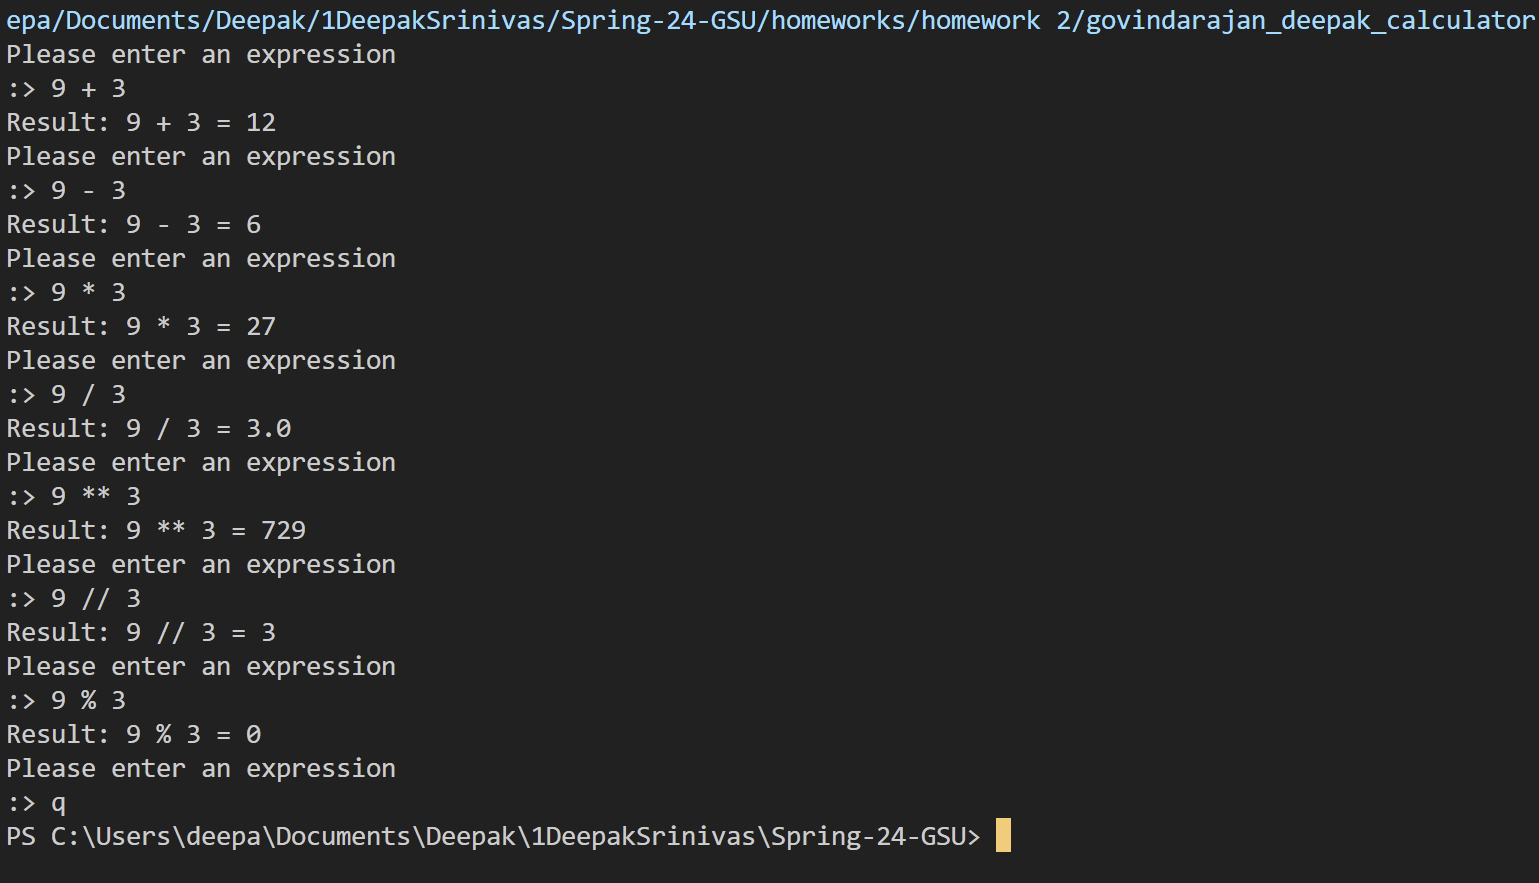 epa/Documents/Deepak/1DeepakSrinivas/Spring-24-GSU/homeworks/homework 2/govindarajan_deepak_calculator
Please enter an expression
:> 9 + 3
Result: 9 + 3 = 12
Please enter an expression
:> 9 - 3
Result: 9 - 3 = 6
Please enter an expression
:> 9 * 3
Result: 9 * 3 = 27
Please enter an expression
:> 9 / 3
Result: 9 / 3 = 3.0
Please enter an expression
:> 9 ** 3
Result: 9 ** 3 = 729
Please enter an expression
:> 9 // 3
Result: 9 // 3 = 3
Please enter an expression
:> 9 % 3
Result: 9 % 3 = 0
Please enter an expression
:> q
PS C:\Users\deepa\Documents\Deepak\1DeepakSrinivas\Spring-24-GSU>